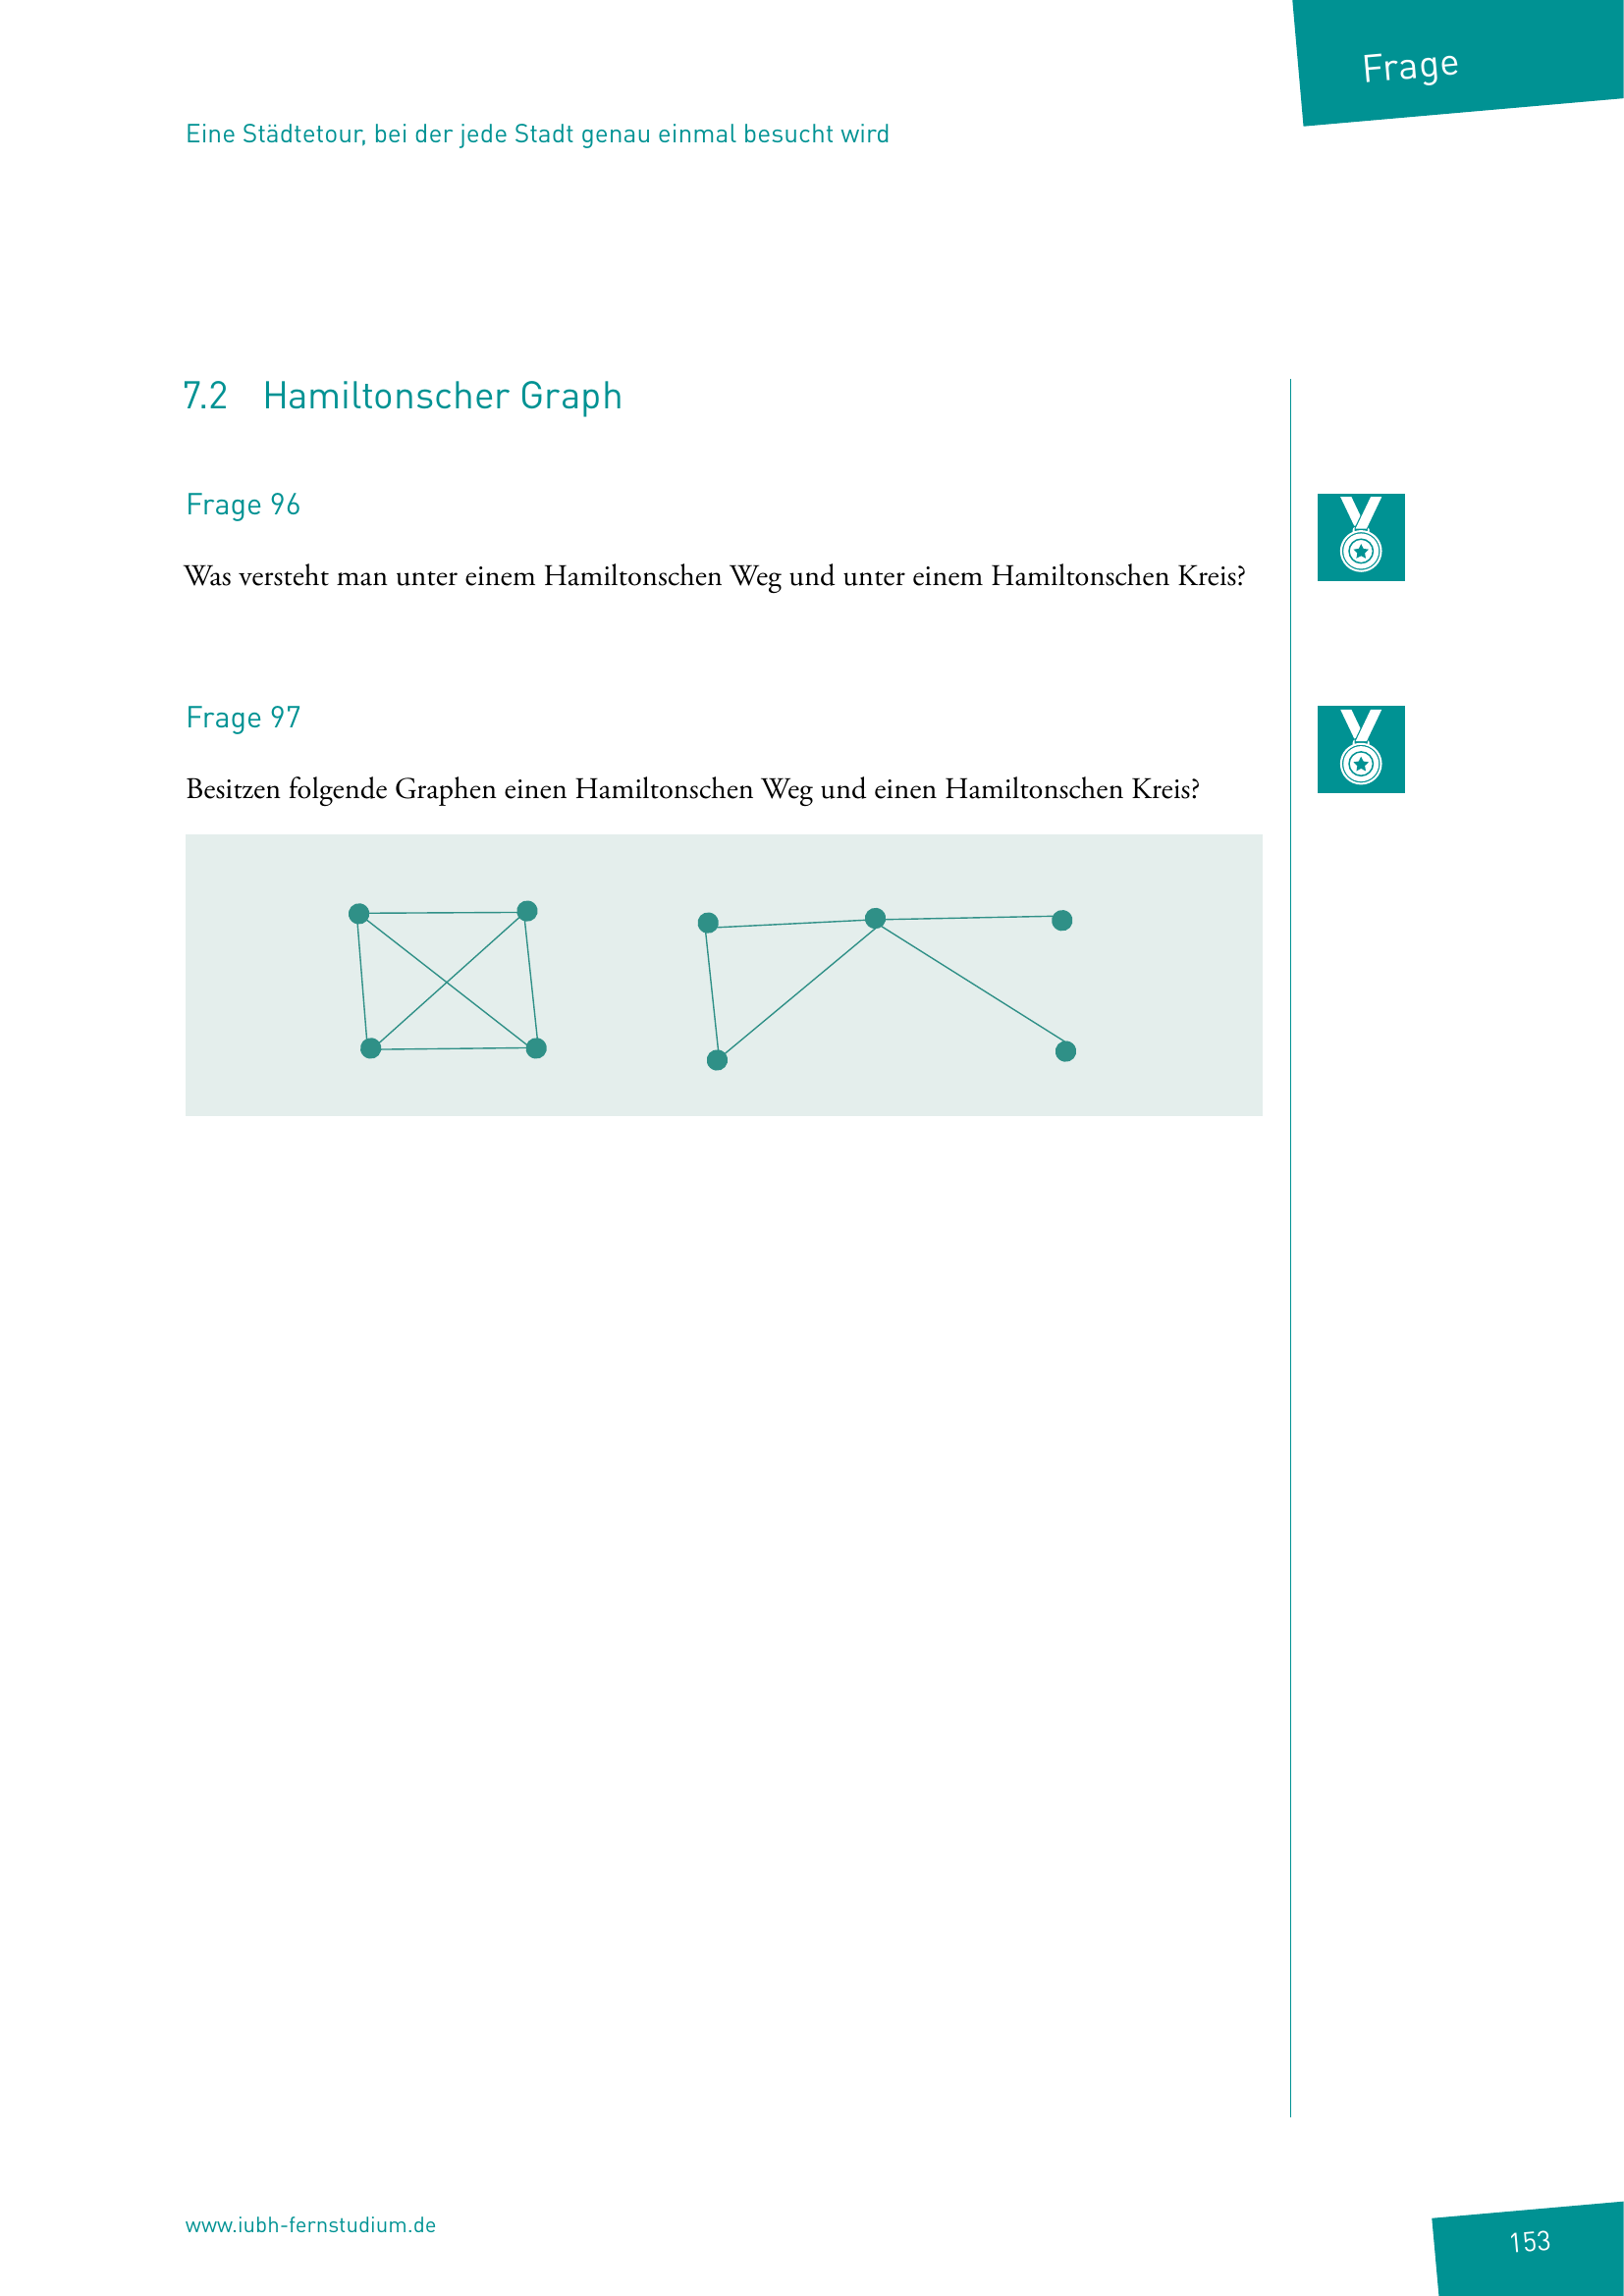 Frage
Eine Städtetour, bei der jede Stadt genau einmal besucht wird
7.2 Hamiltonscher Graph
Frage 96
Was versteht man unter einem Hamiltonschen Weg und unter einem Hamiltonschen Kreis?
Frage 97
Besitzen folgende Graphen einen Hamiltonschen Weg und einen Hamiltonschen Kreis?
www.iubh-fernstudium.de
153